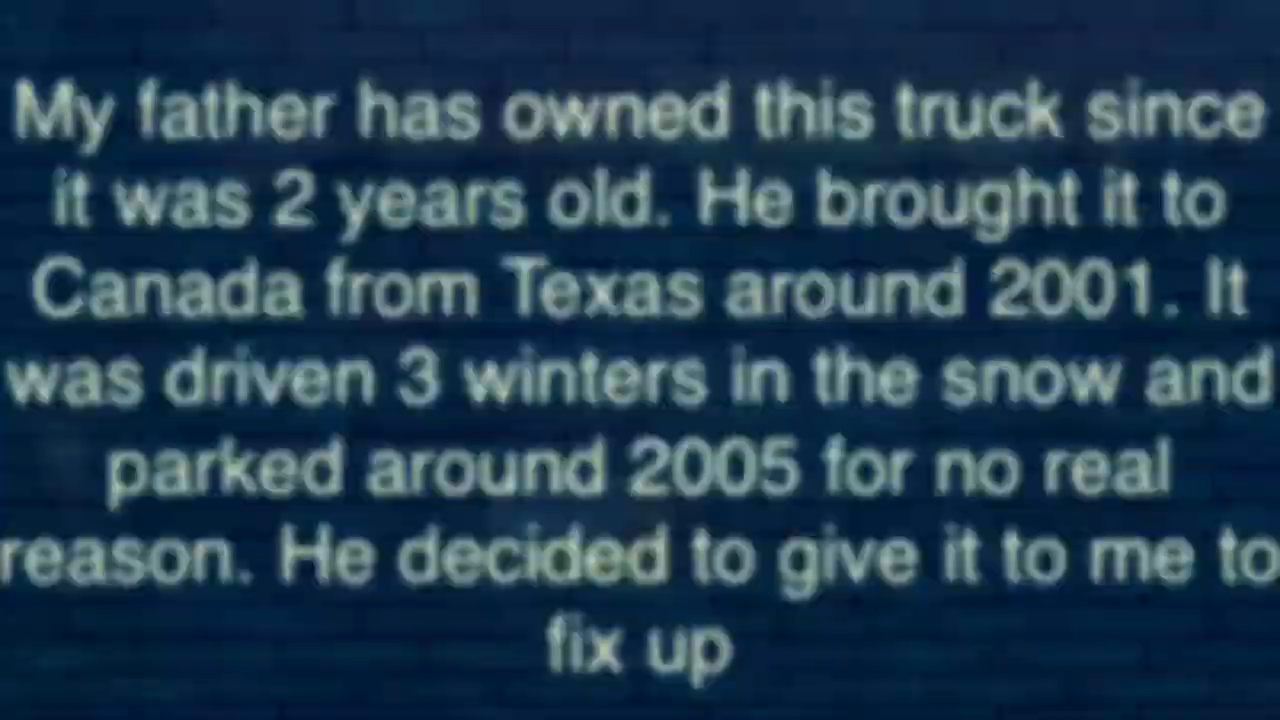 My father has owned this truck since
it was 2 years old. He brought it to
Canada from Texas around 2001. It
was driven 3 winters in the snow and
parked around 2005 for no real
reason. He decided to give it to me to
fix up